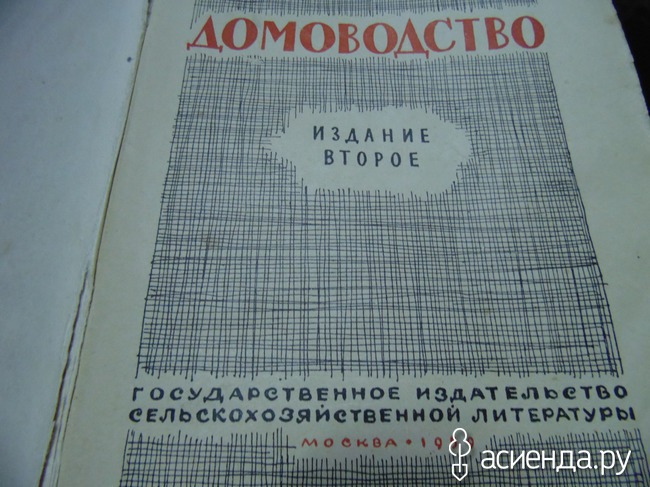 ДОМОВОДСТВО
ИЗДАНИЕ
ВТОРОЕ
ГОСУДАРСТВЕННОЕ ИЗДАТЕЛЬСТВО
СЕЛЬСКОХОЗЯЙСТВЕННОЙ ЛИТЕРАТУРЫ
МОСКВА •
асиенда.ру